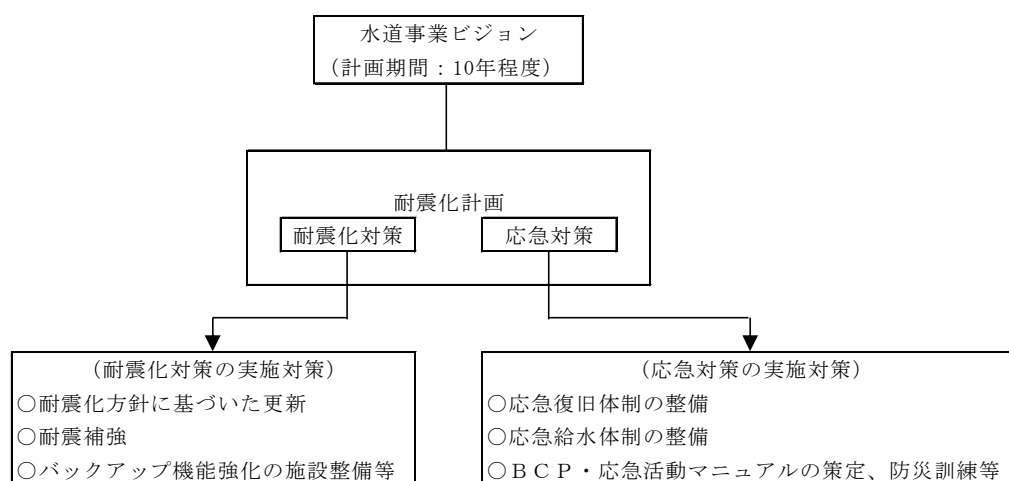 水道事業ビジョン
（計画期間：10年程度）
耐震化計画
耐震化対策
応急対策
（耐震化対策の実施対策）
○耐震化方針に基づいた更新
○耐震補強
○バックアップ機能強化の施設整備等
（応急対策の実施対策）
○応急復旧体制の整備
○応急給水体制の整備
○ＢＣＰ・応急活動マニュアルの策定、防災訓練等